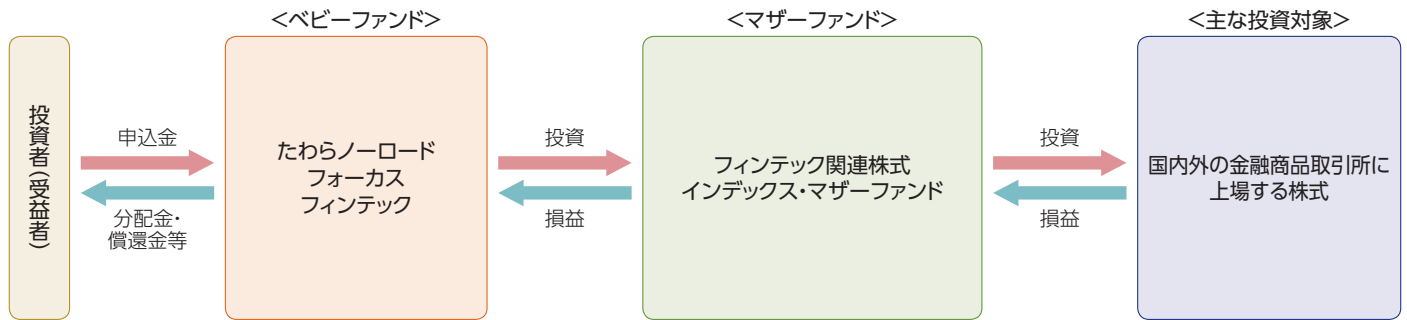 <ベビーファンド>
<マザーファンド>
<主な投資対象>
投資者(受益者)
申込金
分配金・
償還金等
たわらノーロード
フォーカス
フィンテック
投資
損益
フィンテック関連株式
インデックス・マザーファンド
投資
損益
国内外の金融商品取引所に
上場する株式